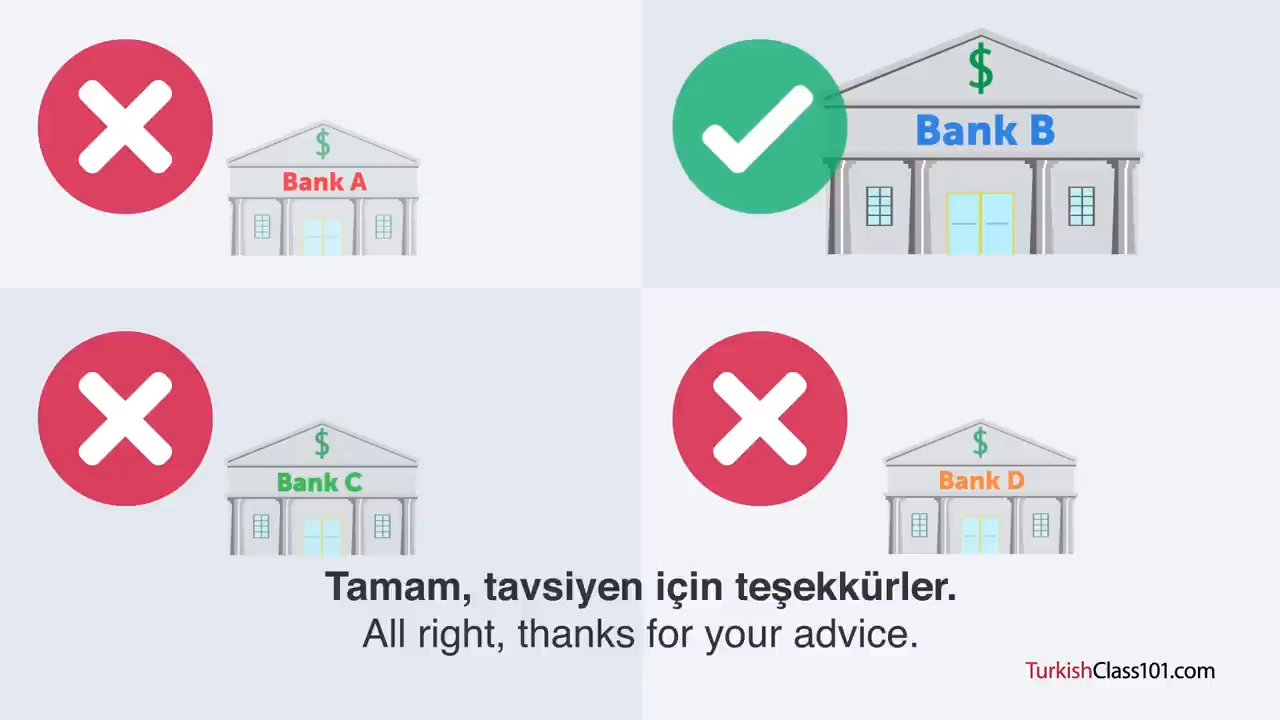 $
Bank A
$
Bank B
$
Bank C
$
Bank D
Tamam, tavsiyen için teşekkürler.
All right, thanks for your advice.
TurkishClass101.com